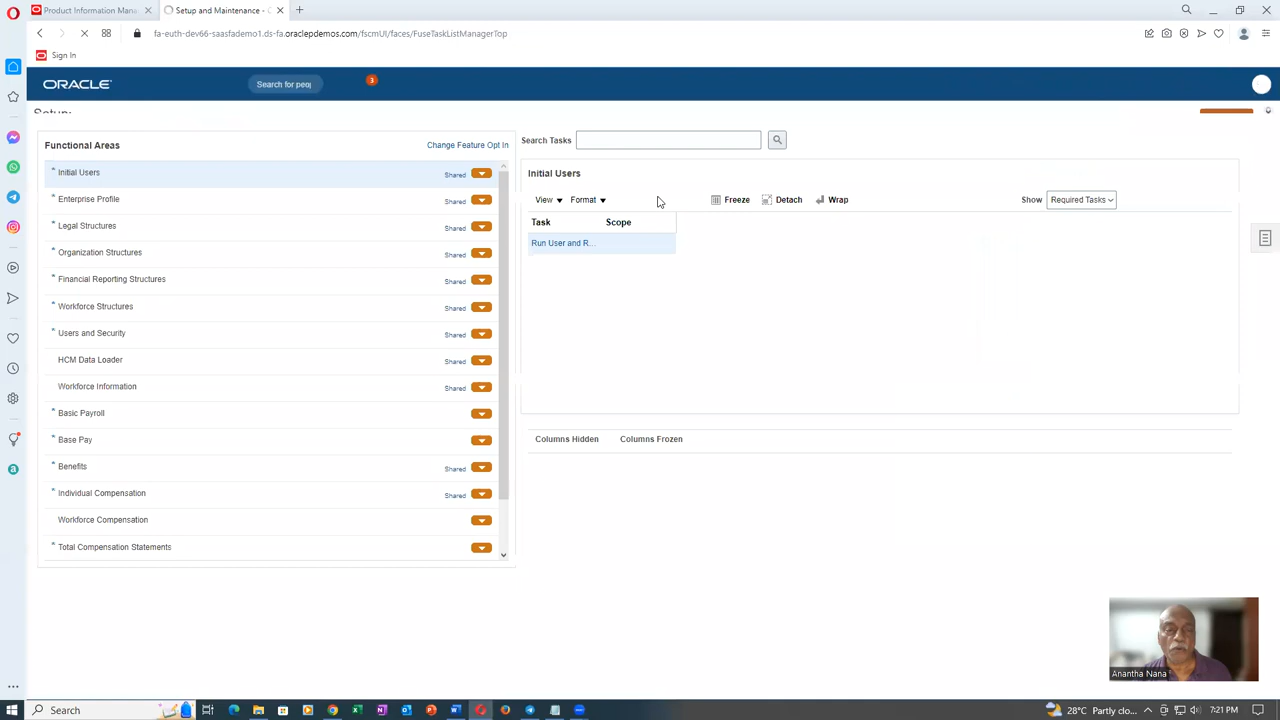 Product Information Mana
Setup and Maintenance - C
fa-euth-dev66-saasfademo1.ds-fa.oraclepdemos.com/fscmUI/faces/FuseTaskListManagerTop
Sign In
ORACLE
Search for peop
3
Setup:
Functional Areas
Change Feature Opt In
Initial Users
Shared
Enterprise Profile
Shared
Legal Structures
Shared
Organization Structures
Shared
Financial Reporting Structures
Shared
Workforce Structures
Shared
Users and Security
Shared
HCM Data Loader
Shared
Workforce Information
Shared
Basic Payroll
Base Pay
Benefits
Shared
Individual Compensation
Shared
Workforce Compensation
Total Compensation Statements
Search Tasks
Initial Users
View Format Freeze Detach Wrap Show Required Tasks
Task Scope
Run User and R...
Columns Hidden Columns Frozen
Anantha Nana
Search
28°C Partly clo... 7:21 PM